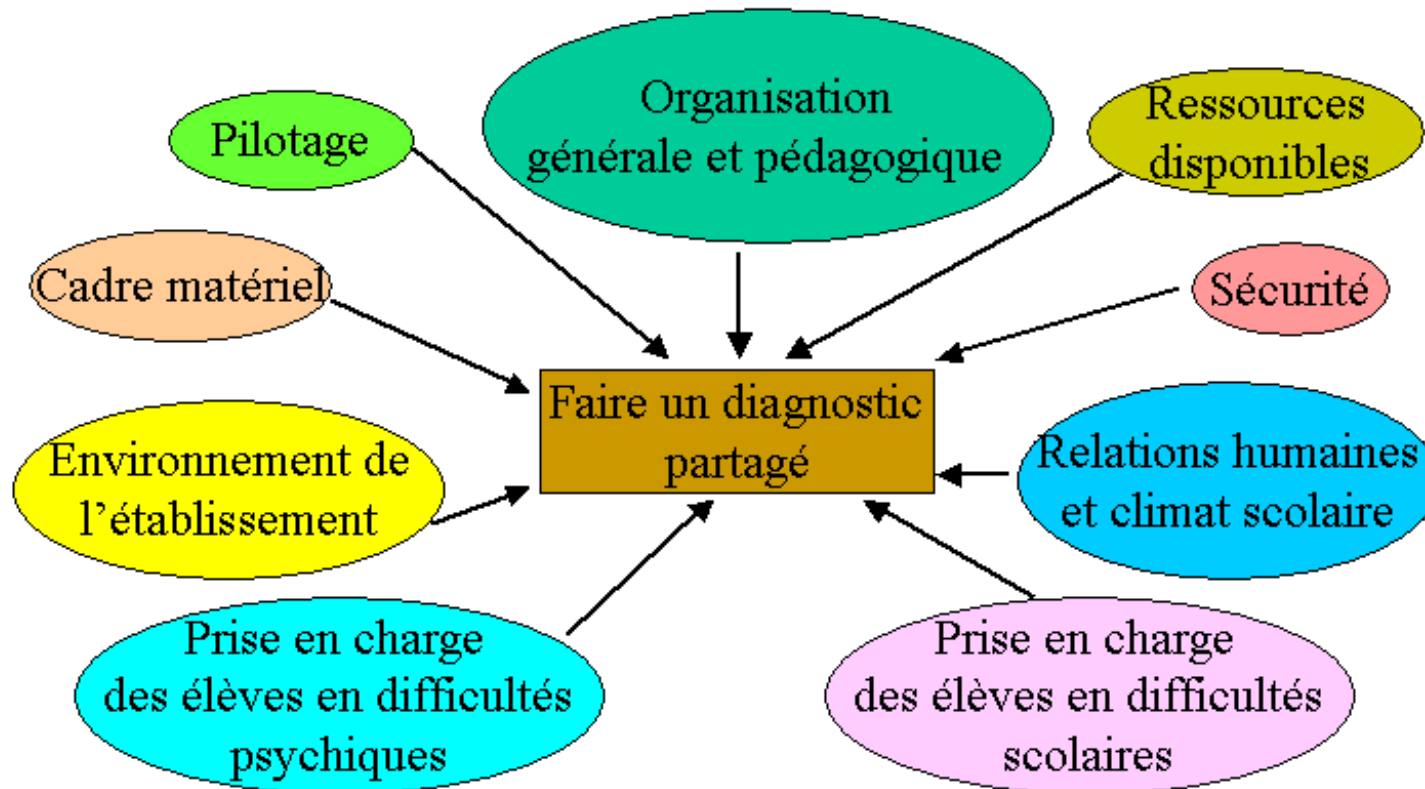 Organisation
générale et pédagogique
Pilotage
Ressources
disponibles
Cadre matériel
Sécurité
Faire un diagnostic
partagé
Environnement de
l’établissement
Relations humaines
et climat scolaire
Prise en charge
des élèves en difficultés
psychiques
Prise en charge
des élèves en difficultés
scolaires